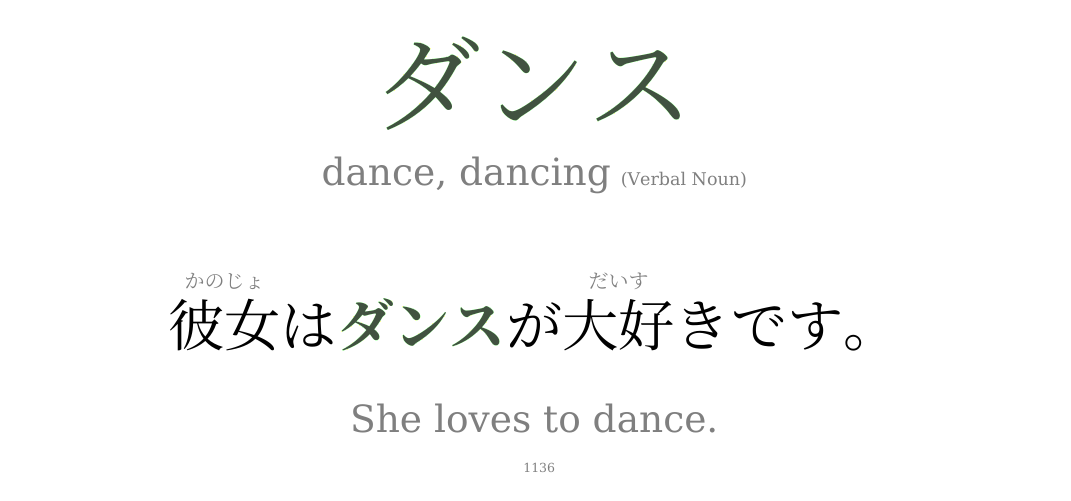 ダンス
dance, dancing (Verbal Noun)
かのじょ だいす
彼女はダンスが大好きです。
She loves to dance.
1136